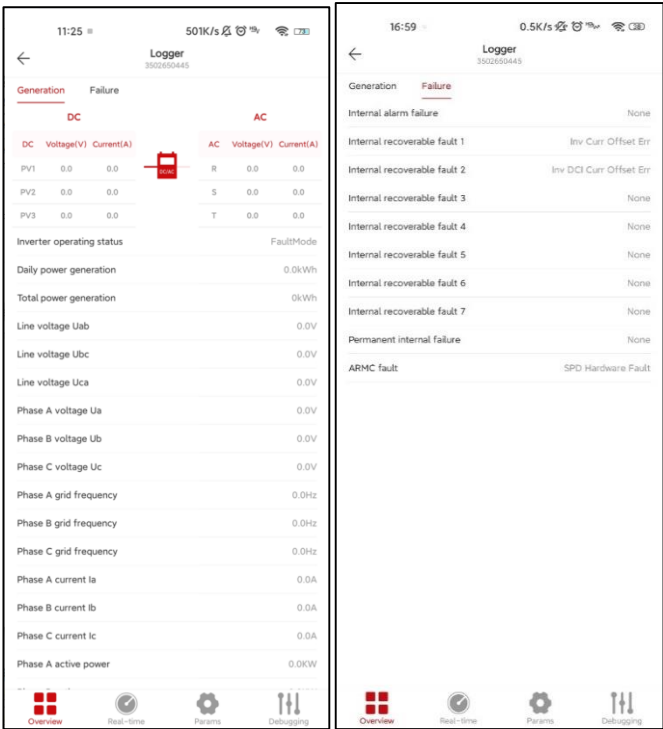 11:25
501K/s
73
Logger
3502650445
Generation Failure
DC AC
DC Voltage(V) Current(A) AC Voltage(V) Current(A)
DC/AC
PV1 0.0 0.0 R 0.0 0.0
PV2 0.0 0.0 S 0.0 0.0
PV3 0.0 0.0 T 0.0 0.0
Inverter operating status FaultMode
Daily power generation 0.0kWh
Total power generation 0kWh
Line voltage Uab 0.0V
Line voltage Ubc 0.0V
Line voltage Uca 0.0V
Phase A voltage Ua 0.0V
Phase B voltage Ub 0.0V
Phase C voltage Uc 0.0V
Phase A grid frequency 0.0Hz
Phase B grid frequency 0.0Hz
Phase C grid frequency 0.0Hz
Phase A current Ia 0.0A
Phase B current Ib 0.0A
Phase C current Ic 0.0A
Phase A active power 0.0KW
Overview Real-time Params Debugging
16:59
0.5K/s
Logger
3502650445
Generation Failure
Internal alarm failure None
Internal recoverable fault 1 Inv Curr Offset Err
Internal recoverable fault 2 Inv DCI Curr Offset Err
Internal recoverable fault 3 None
Internal recoverable fault 4 None
Internal recoverable fault 5 None
Internal recoverable fault 6 None
Internal recoverable fault 7 None
Permanent internal failure None
ARMC fault SPD Hardware Fault
Overview Real-time Params Debugging